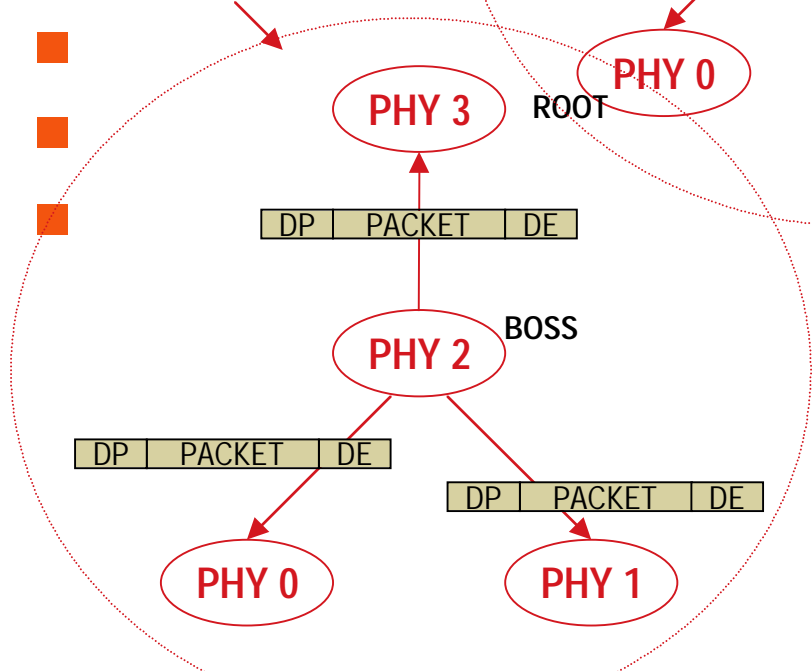 PHY 0
PHY 3
ROOT
DP PACKET DE
BOSS
PHY 2
DP PACKET DE
DP PACKET DE
PHY 0
PHY 1